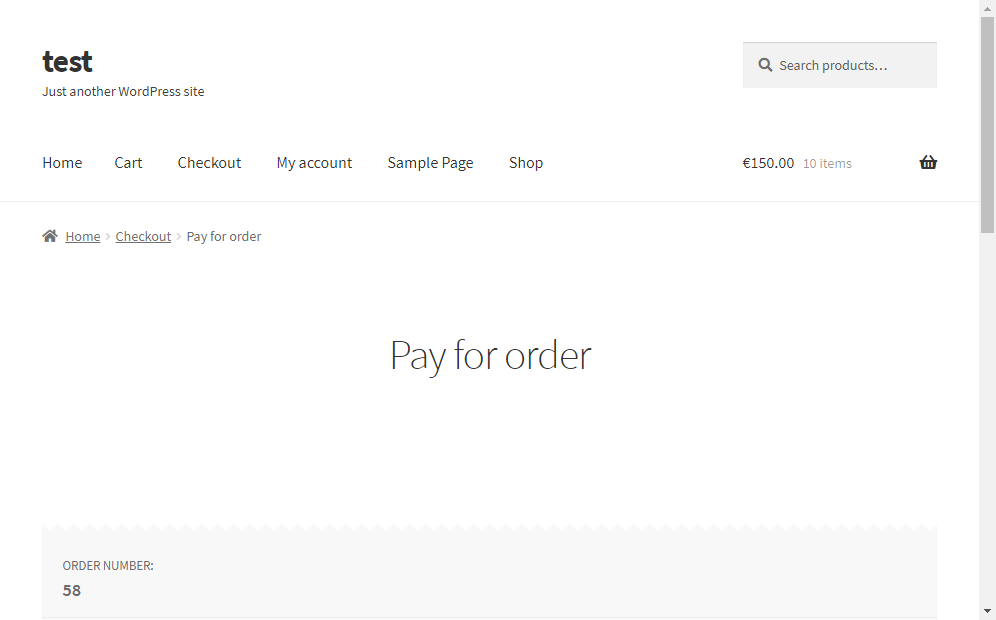 test
Just another WordPress site
Search products…
Home Cart Checkout My account Sample Page Shop €150.00 10 items
Home Checkout Pay for order
Pay for order
ORDER NUMBER:
58